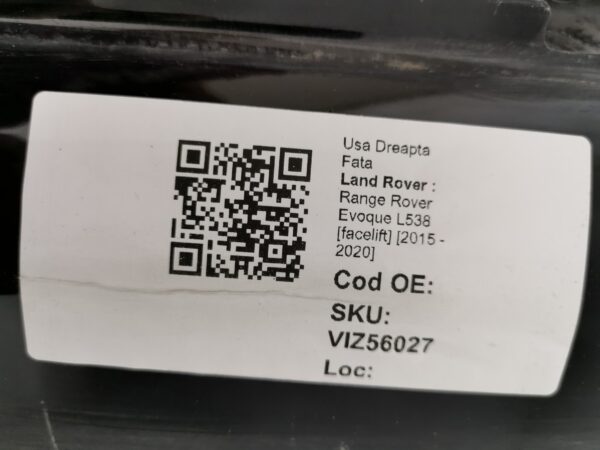 Usa Dreapta
Fata
Land Rover :
Range Rover
Evoque L538
[facelift] [2015 -
2020]
Cod OE:
SKU:
VIZ56027
Loc: